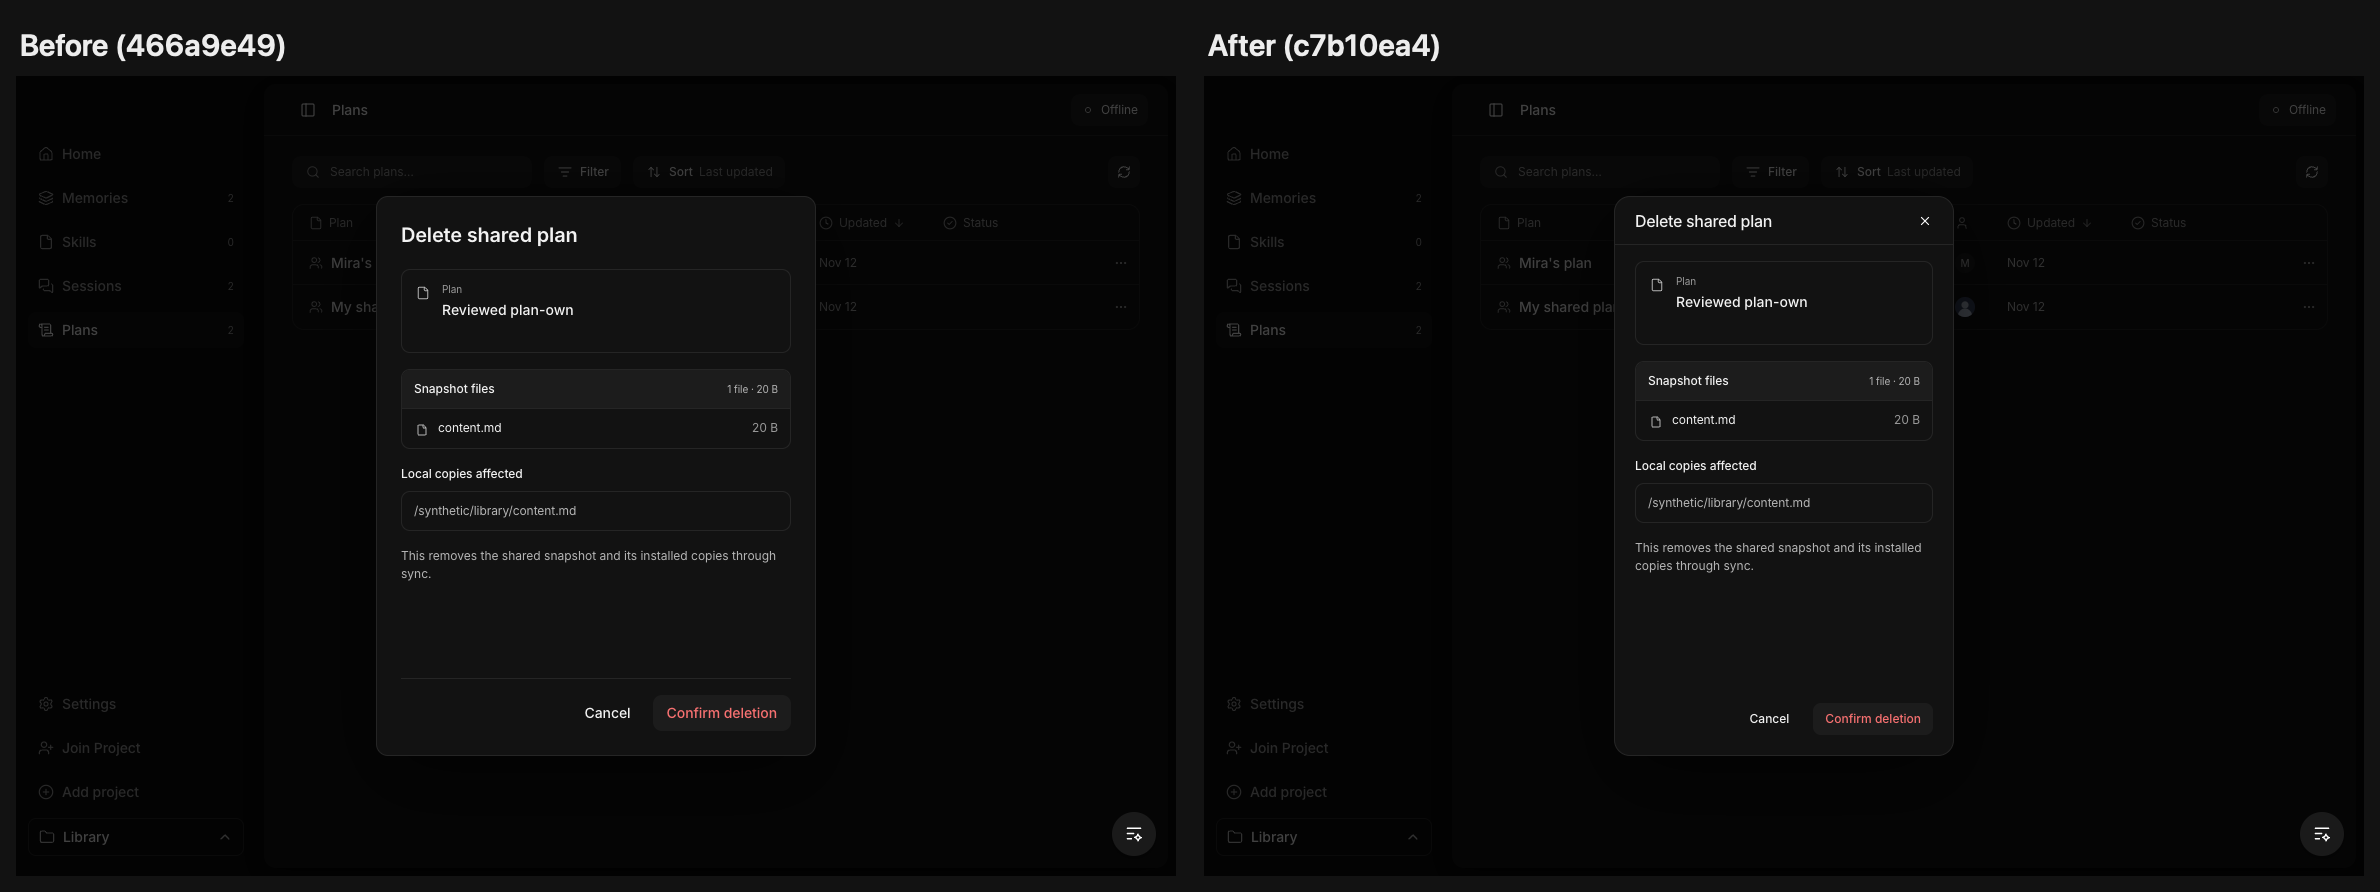 Before (466a9e49)
Plans
Offline
Home
Memories 2
Skills 0
Sessions 2
Plans 2
Search plans...
Filter
Sort Last updated
Plan
Updated
Status
Mira's
Nov 12
My sha
Nov 12
Delete shared plan
Plan
Reviewed plan-own
Snapshot files
1 file · 20 B
content.md
20 B
Local copies affected
/synthetic/library/content.md
This removes the shared snapshot and its installed copies through
sync.
Cancel
Confirm deletion
Settings
Join Project
Add project
Library
After (c7b10ea4)
Plans
Offline
Home
Memories 2
Skills 0
Sessions 2
Plans 2
Search plans...
Filter
Sort Last updated
Plan
Updated
Status
Mira's plan
M
Nov 12
My shared pla
Nov 12
Delete shared plan
Plan
Reviewed plan-own
Snapshot files
1 file · 20 B
content.md
20 B
Local copies affected
/synthetic/library/content.md
This removes the shared snapshot and its installed
copies through sync.
Cancel
Confirm deletion
Settings
Join Project
Add project
Library